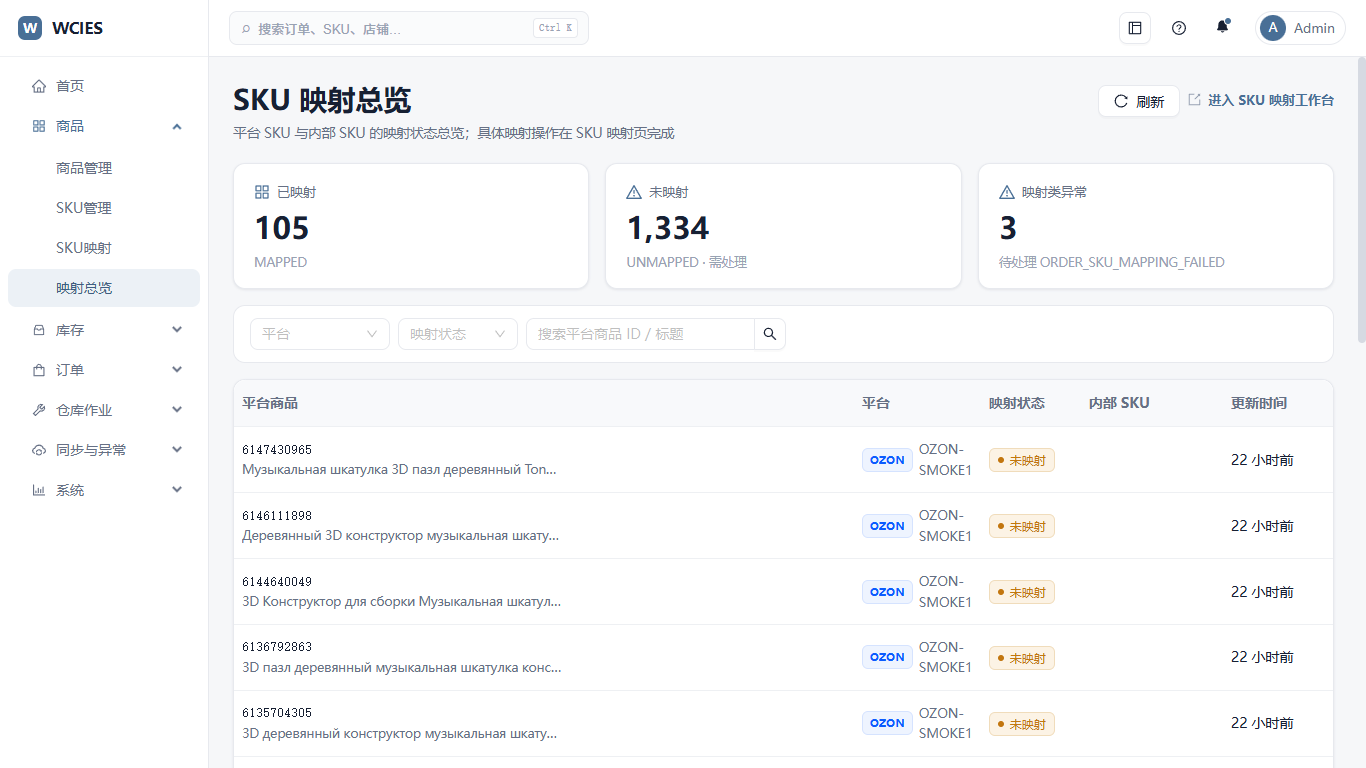 W WCIES
搜索订单、SKU、店铺... Ctrl K
A Admin
首页
商品
商品管理
SKU管理
SKU映射
映射总览
库存
订单
仓库作业
同步与异常
系统
SKU 映射总览
刷新
进入 SKU 映射工作台
平台 SKU 与内部 SKU 的映射状态总览；具体映射操作在 SKU 映射页完成
已映射
105
MAPPED
未映射
1,334
UNMAPPED · 需处理
映射类异常
3
待处理 ORDER_SKU_MAPPING_FAILED
平台
映射状态
搜索平台商品 ID / 标题
平台商品 平台 映射状态 内部 SKU 更新时间
6147430965
Музыкальная шкатулка 3D пазл деревянный Ton...
OZON
OZON-
SMOKE1
未映射
22 小时前
6146111898
Деревянный 3D конструктор музыкальная шкату...
OZON
OZON-
SMOKE1
未映射
22 小时前
6144640049
3D Конструктор для сборки Музыкальная шкатул...
OZON
OZON-
SMOKE1
未映射
22 小时前
6136792863
3D пазл деревянный музыкальная шкатулка конс...
OZON
OZON-
SMOKE1
未映射
22 小时前
6135704305
3D деревянный конструктор музыкальная шкату...
OZON
OZON-
SMOKE1
未映射
22 小时前